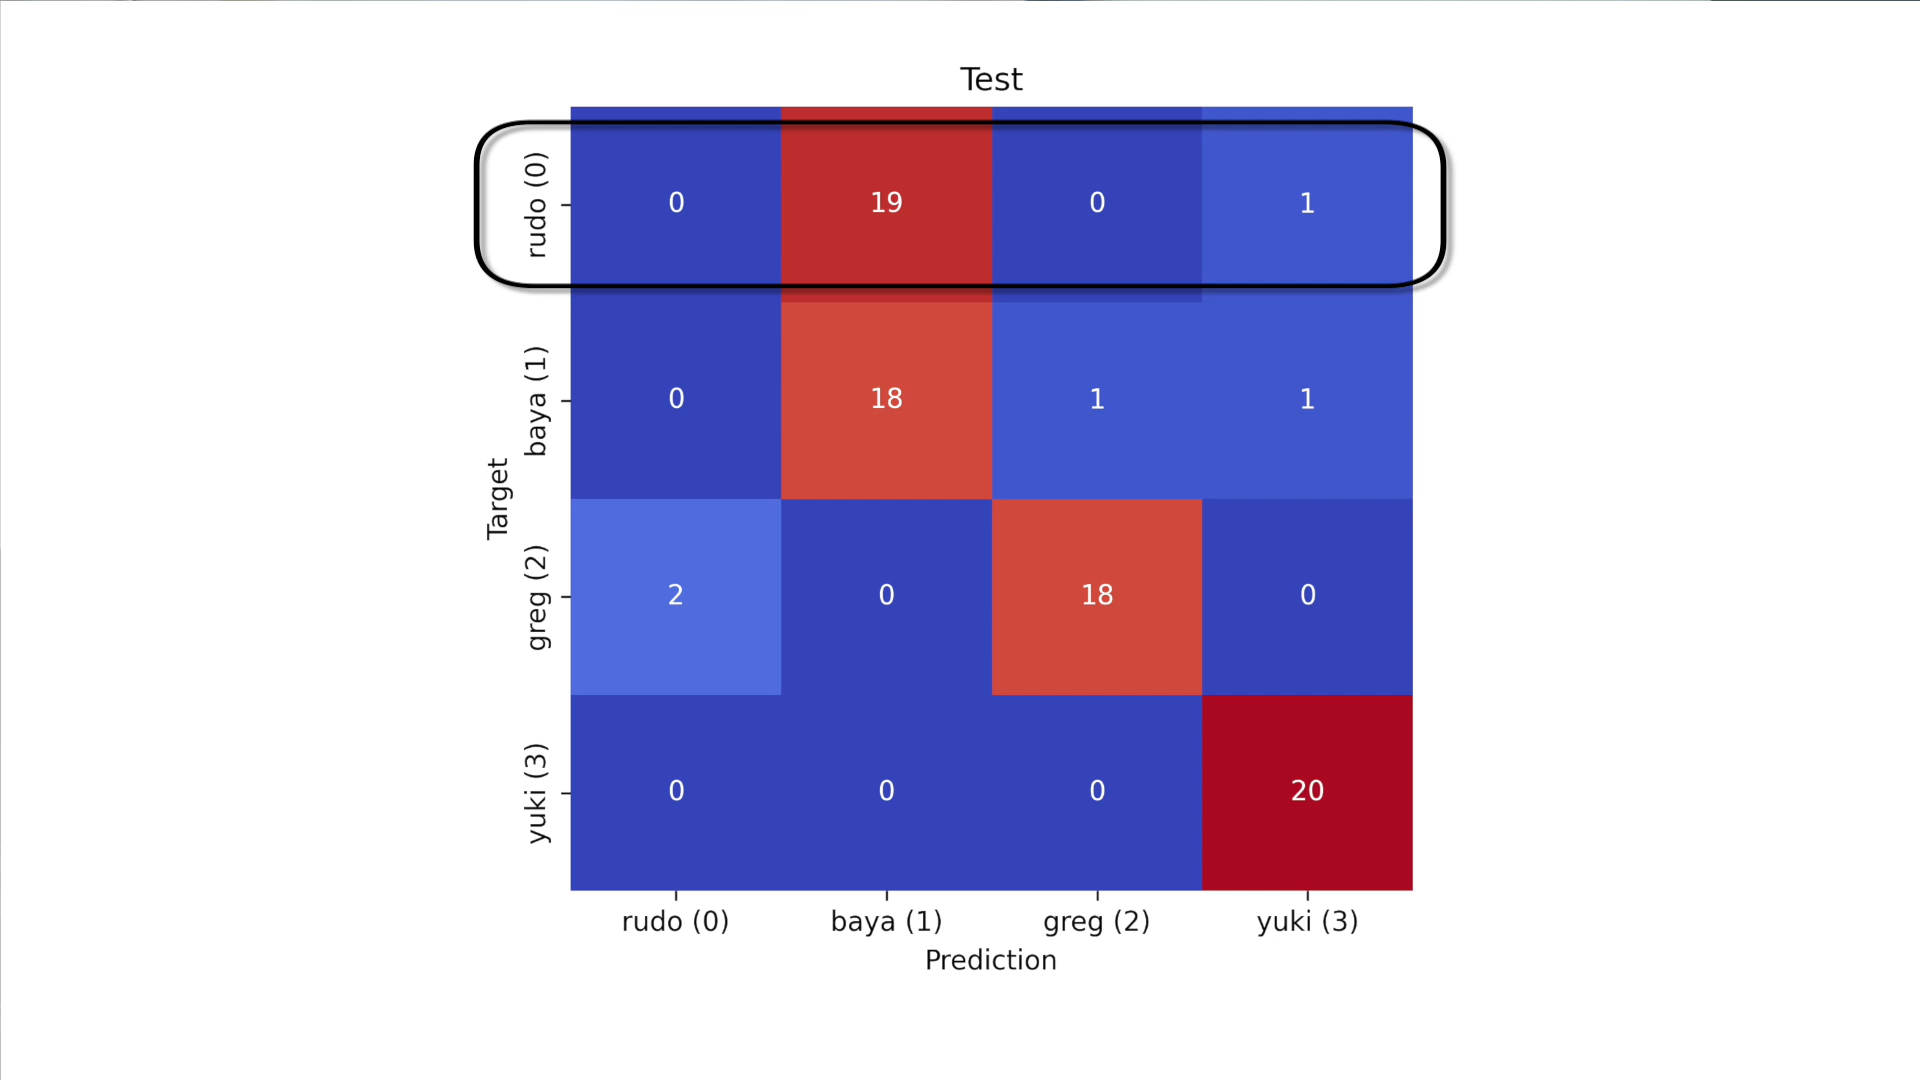 Test
Target
rudo (0)
0 19 0 1
baya (1)
0 18 1 1
greg (2)
2 0 18 0
yuki (3)
0 0 0 20
rudo (0) baya (1) greg (2) yuki (3)
Prediction